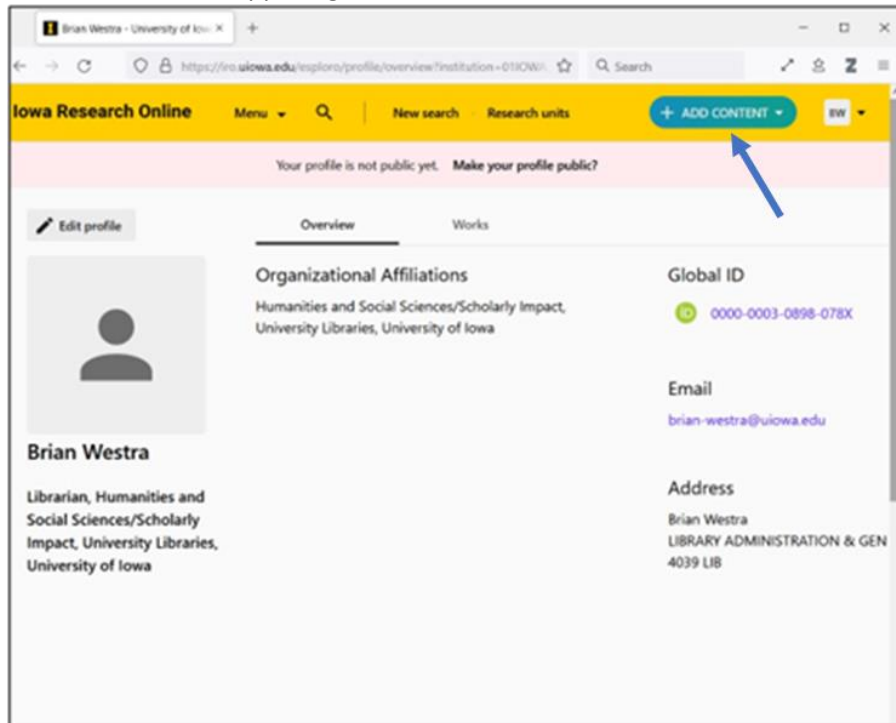 Brian Westra - University of Iow
https://iro.uiowa.edu/esploro/profile/overview?institution=01IOWA
Search
Z
Iowa Research Online
Menu
New search
Research units
+ ADD CONTENT
BW
Your profile is not public yet. Make your profile public?
Edit profile
Overview
Works
Organizational Affiliations
Humanities and Social Sciences/Scholarly Impact,
University Libraries, University of Iowa
Global ID
iD 0000-0003-0898-078X
Email
brian-westra@uiowa.edu
Brian Westra
Librarian, Humanities and
Social Sciences/Scholarly
Impact, University Libraries,
University of Iowa
Address
Brian Westra
LIBRARY ADMINISTRATION & GEN
4039 LIB